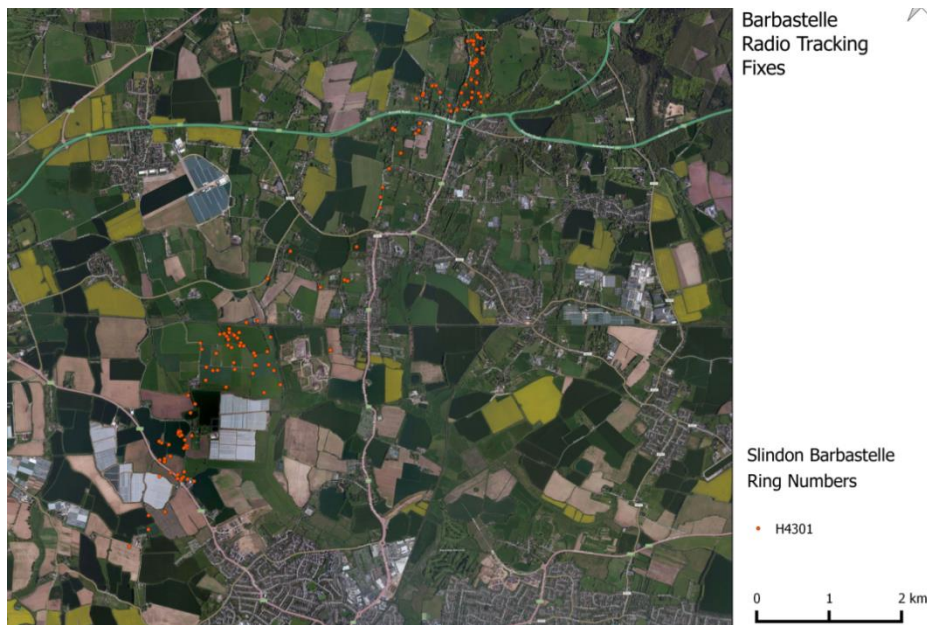 Barbastelle
Radio Tracking
Fixes
Slindon Barbastelle
Ring Numbers
H4301
0 1 2 km